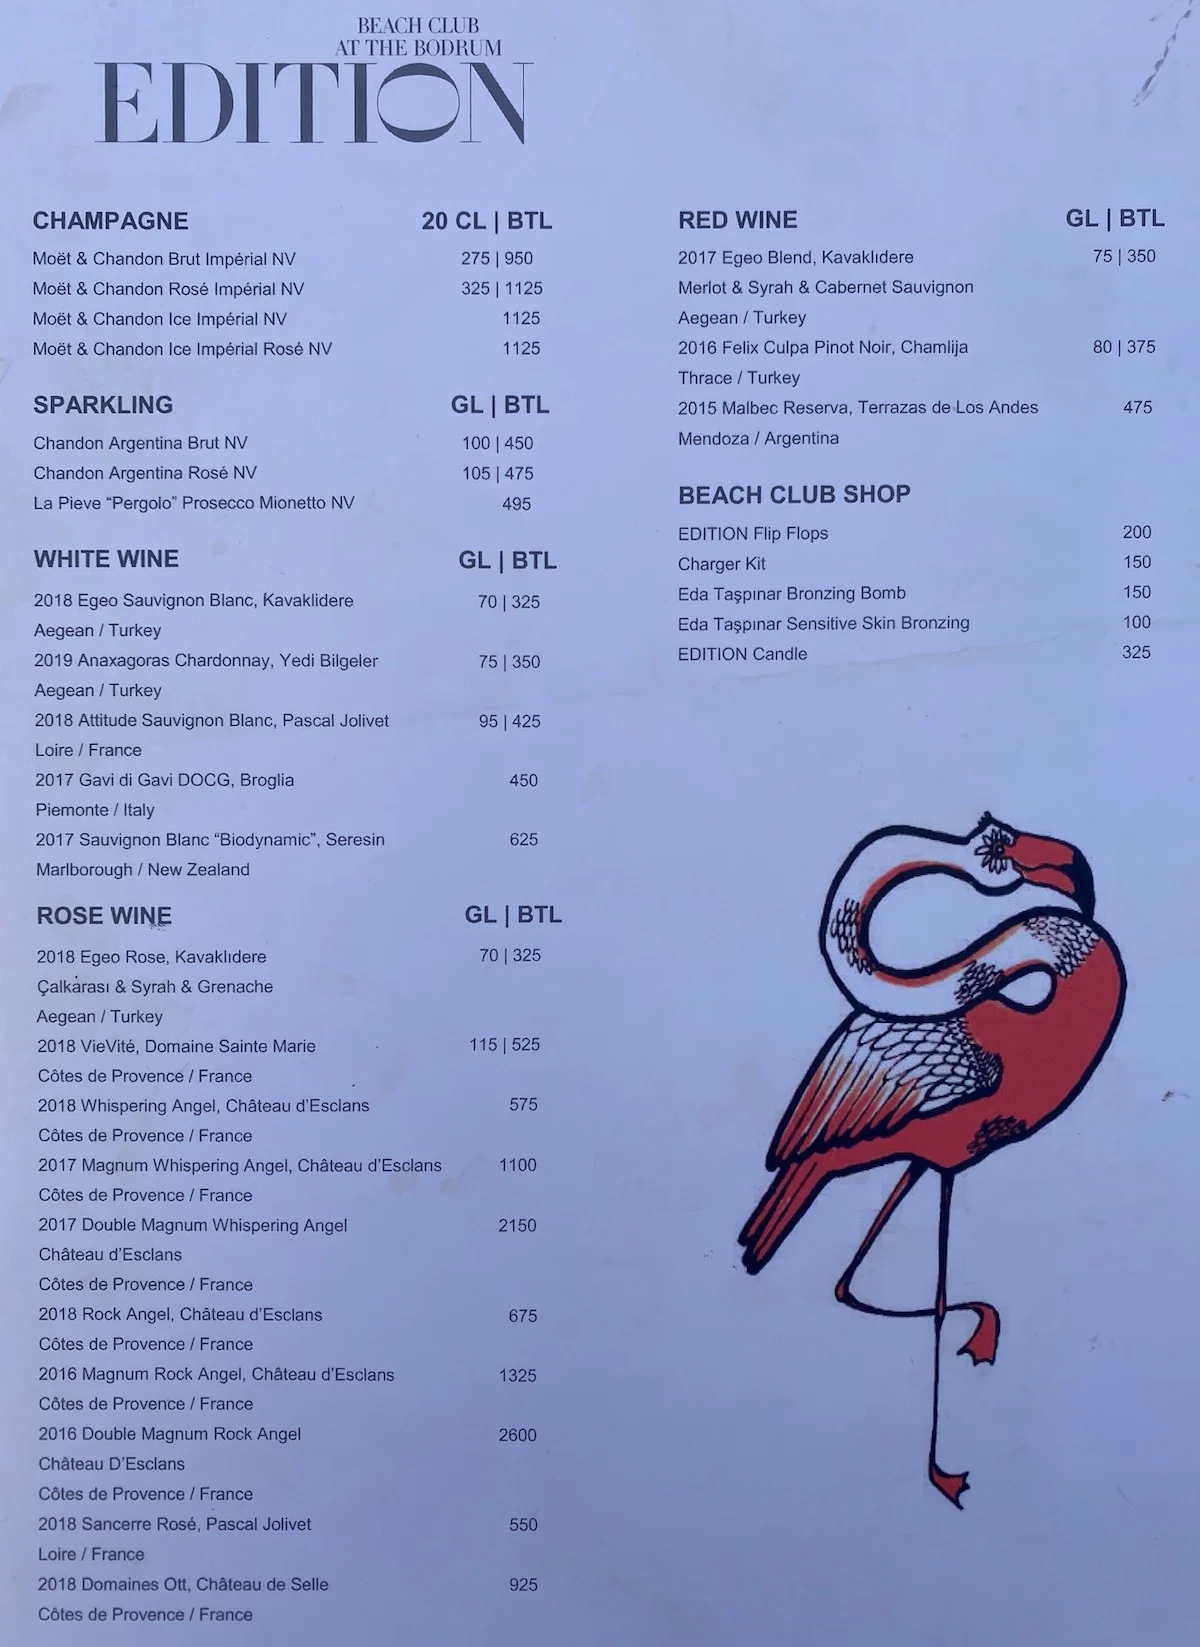 BEACH CLUB
AT THE BODRUM
EDITION
CHAMPAGNE 20 CL | BTL
Moët & Chandon Brut Impérial NV 275 | 950
Moët & Chandon Rosé Impérial NV 325 | 1125
Moët & Chandon Ice Impérial NV 1125
Moët & Chandon Ice Impérial Rosé NV 1125
SPARKLING GL | BTL
Chandon Argentina Brut NV 100 | 450
Chandon Argentina Rosé NV 105 | 475
La Pieve “Pergolo” Prosecco Mionetto NV 495
WHITE WINE GL | BTL
2018 Egeo Sauvignon Blanc, Kavaklidere 70 | 325
Aegean / Turkey
2019 Anaxagoras Chardonnay, Yedi Bilgeler 75 | 350
Aegean / Turkey
2018 Attitude Sauvignon Blanc, Pascal Jolivet 95 | 425
Loire / France
2017 Gavi di Gavi DOCG, Broglia 450
Piemonte / Italy
2017 Sauvignon Blanc “Biodynamic”, Seresin 625
Marlborough / New Zealand
ROSE WINE GL | BTL
2018 Egeo Rose, Kavaklıdere 70 | 325
Çalkarası & Syrah & Grenache
Aegean / Turkey
2018 VieVité, Domaine Sainte Marie 115 | 525
Côtes de Provence / France
2018 Whispering Angel, Château d’Esclans 575
Côtes de Provence / France
2017 Magnum Whispering Angel, Château d’Esclans 1100
Côtes de Provence / France
2017 Double Magnum Whispering Angel 2150
Château d’Esclans
Côtes de Provence / France
2018 Rock Angel, Château d’Esclans 675
Côtes de Provence / France
2016 Magnum Rock Angel, Château d’Esclans 1325
Côtes de Provence / France
2016 Double Magnum Rock Angel 2600
Château D’Esclans
Côtes de Provence / France
2018 Sancerre Rosé, Pascal Jolivet 550
Loire / France
2018 Domaines Ott, Château de Selle 925
Côtes de Provence / France
RED WINE GL | BTL
2017 Egeo Blend, Kavaklıdere 75 | 350
Merlot & Syrah & Cabernet Sauvignon
Aegean / Turkey
2016 Felix Culpa Pinot Noir, Chamlija 80 | 375
Thrace / Turkey
2015 Malbec Reserva, Terrazas de Los Andes 475
Mendoza / Argentina
BEACH CLUB SHOP
EDITION Flip Flops 200
Charger Kit 150
Eda Taşpınar Bronzing Bomb 150
Eda Taşpınar Sensitive Skin Bronzing 100
EDITION Candle 325